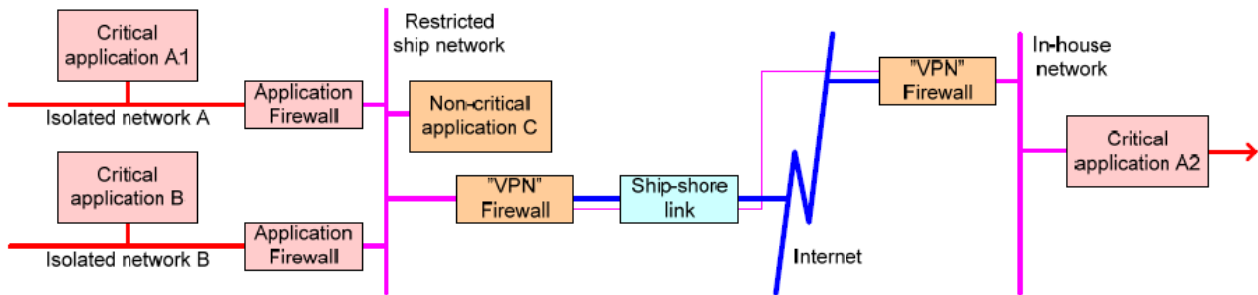 Critical
application A1
Isolated network A
Application
Firewall
Restricted
ship network
Non-critical
application C
Critical
application B
Isolated network B
Application
Firewall
"VPN"
Firewall
Ship-shore
link
Internet
"VPN"
Firewall
In-house
network
Critical
application A2